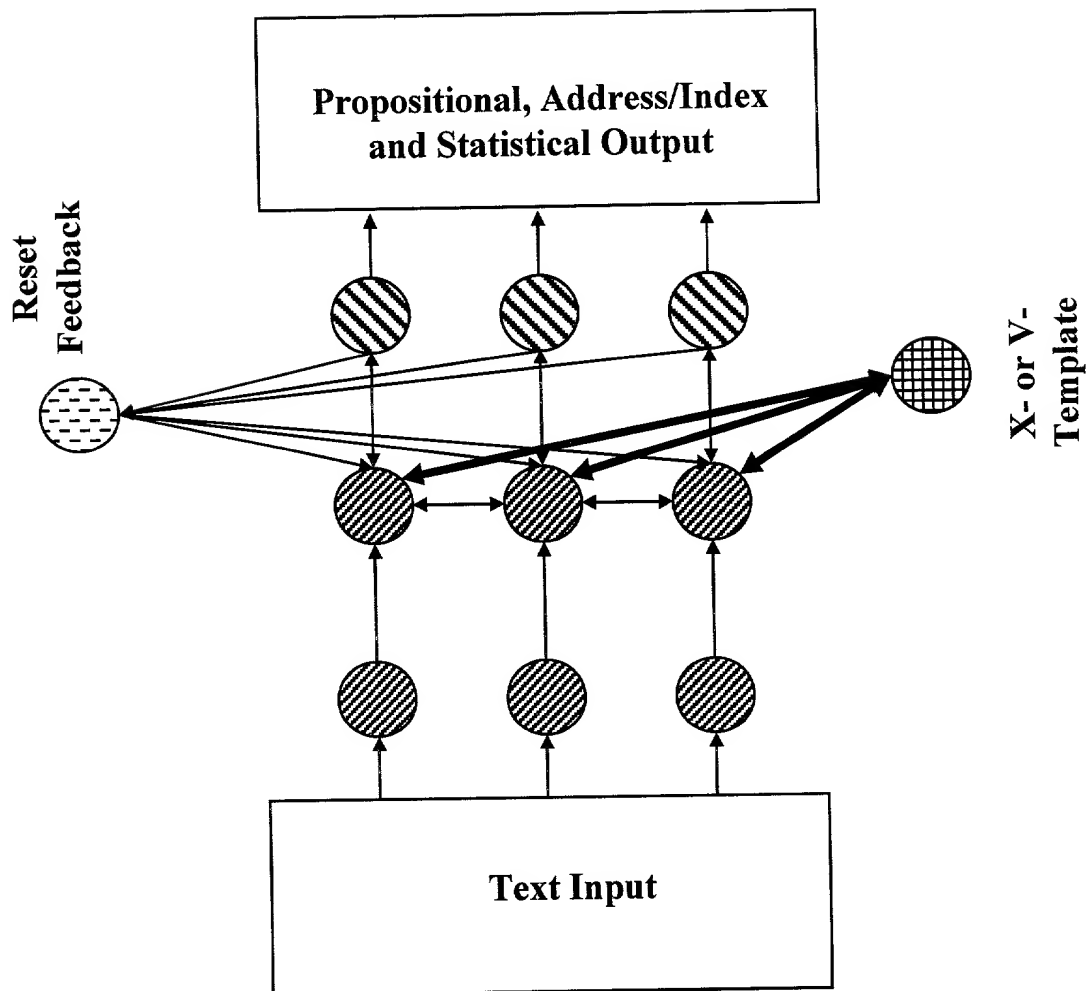 Propositional, Address/Index
and Statistical Output
Reset
Feedback
X- or V-
Template
Text Input